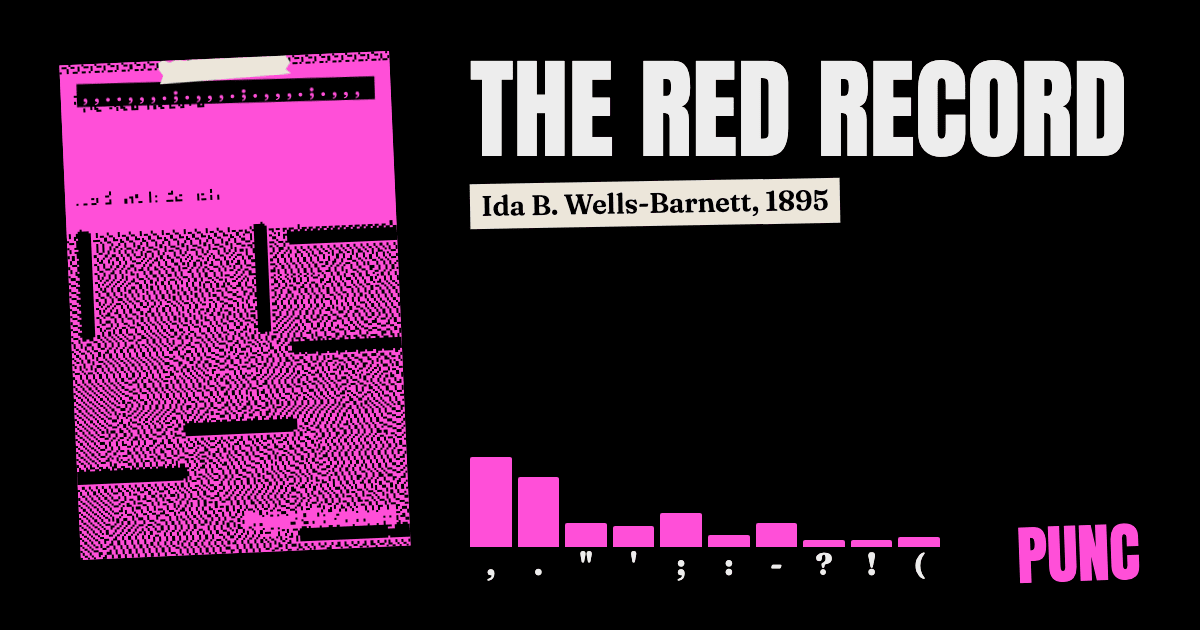 THE RED RECORD
Ida B. Wells-Barnett, 1895
, . " ' ; : - ? ! (
PUNC